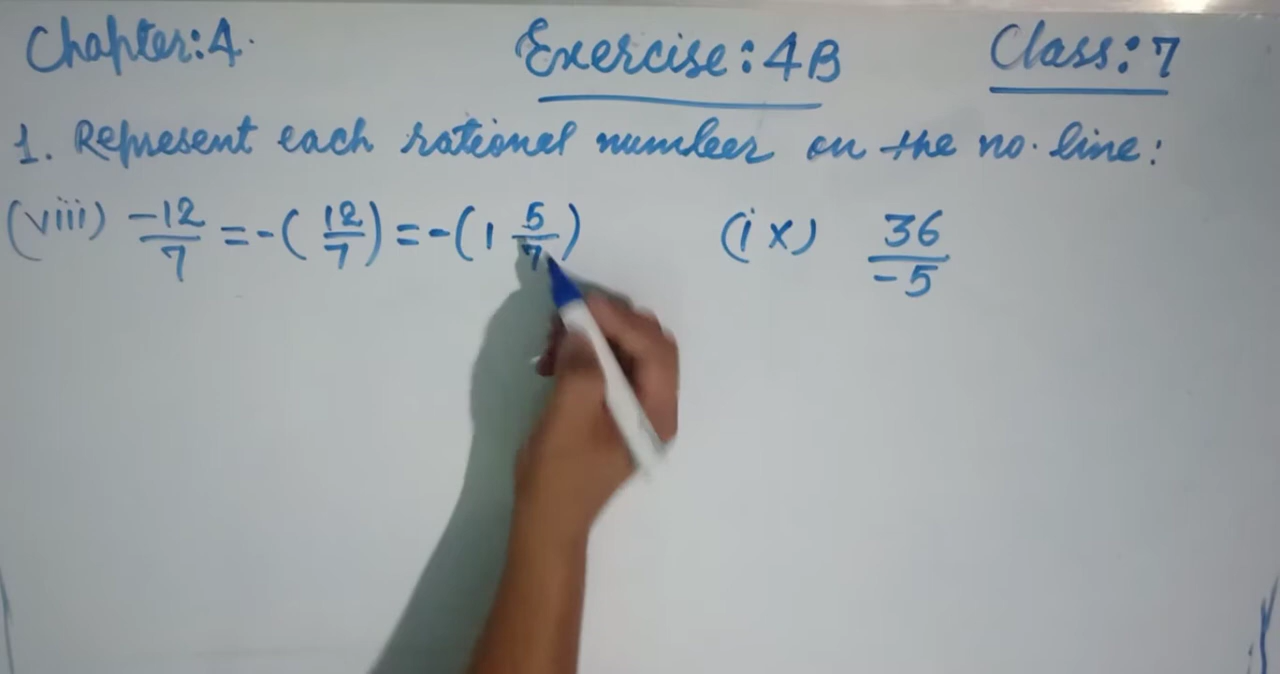 Chapter:4.
Exercise:4B
Class:7
1. Represent each rational number on the no. line:
(viii) -12/7 = -(12/7) = -(1 5/7)
(ix) 36/-5